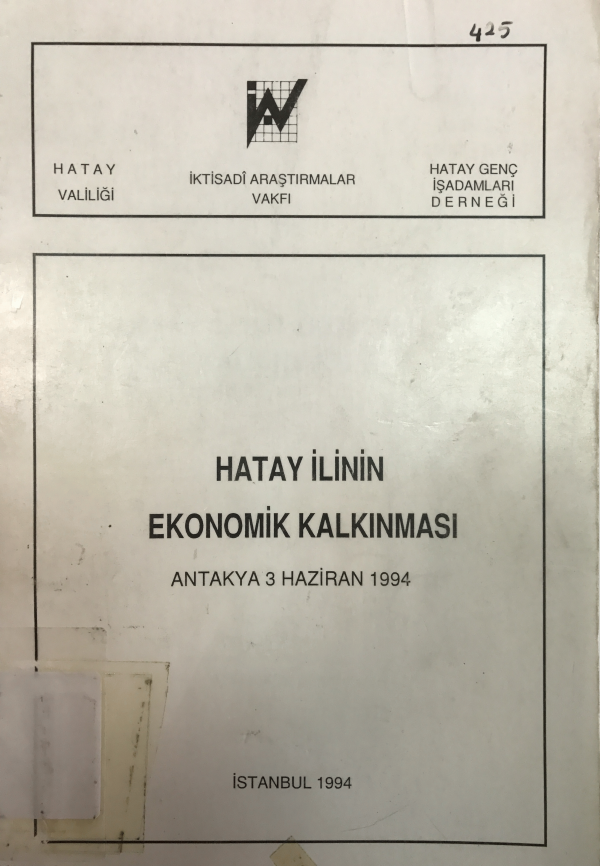 425
HATAY
VALİLİĞİ
İKTİSADÎ ARAŞTIRMALAR
VAKFI
HATAY GENÇ
İŞADAMLARI
DERNEĞİ
HATAY İLİNİN
EKONOMİK KALKINMASI
ANTAKYA 3 HAZİRAN 1994
İSTANBUL 1994